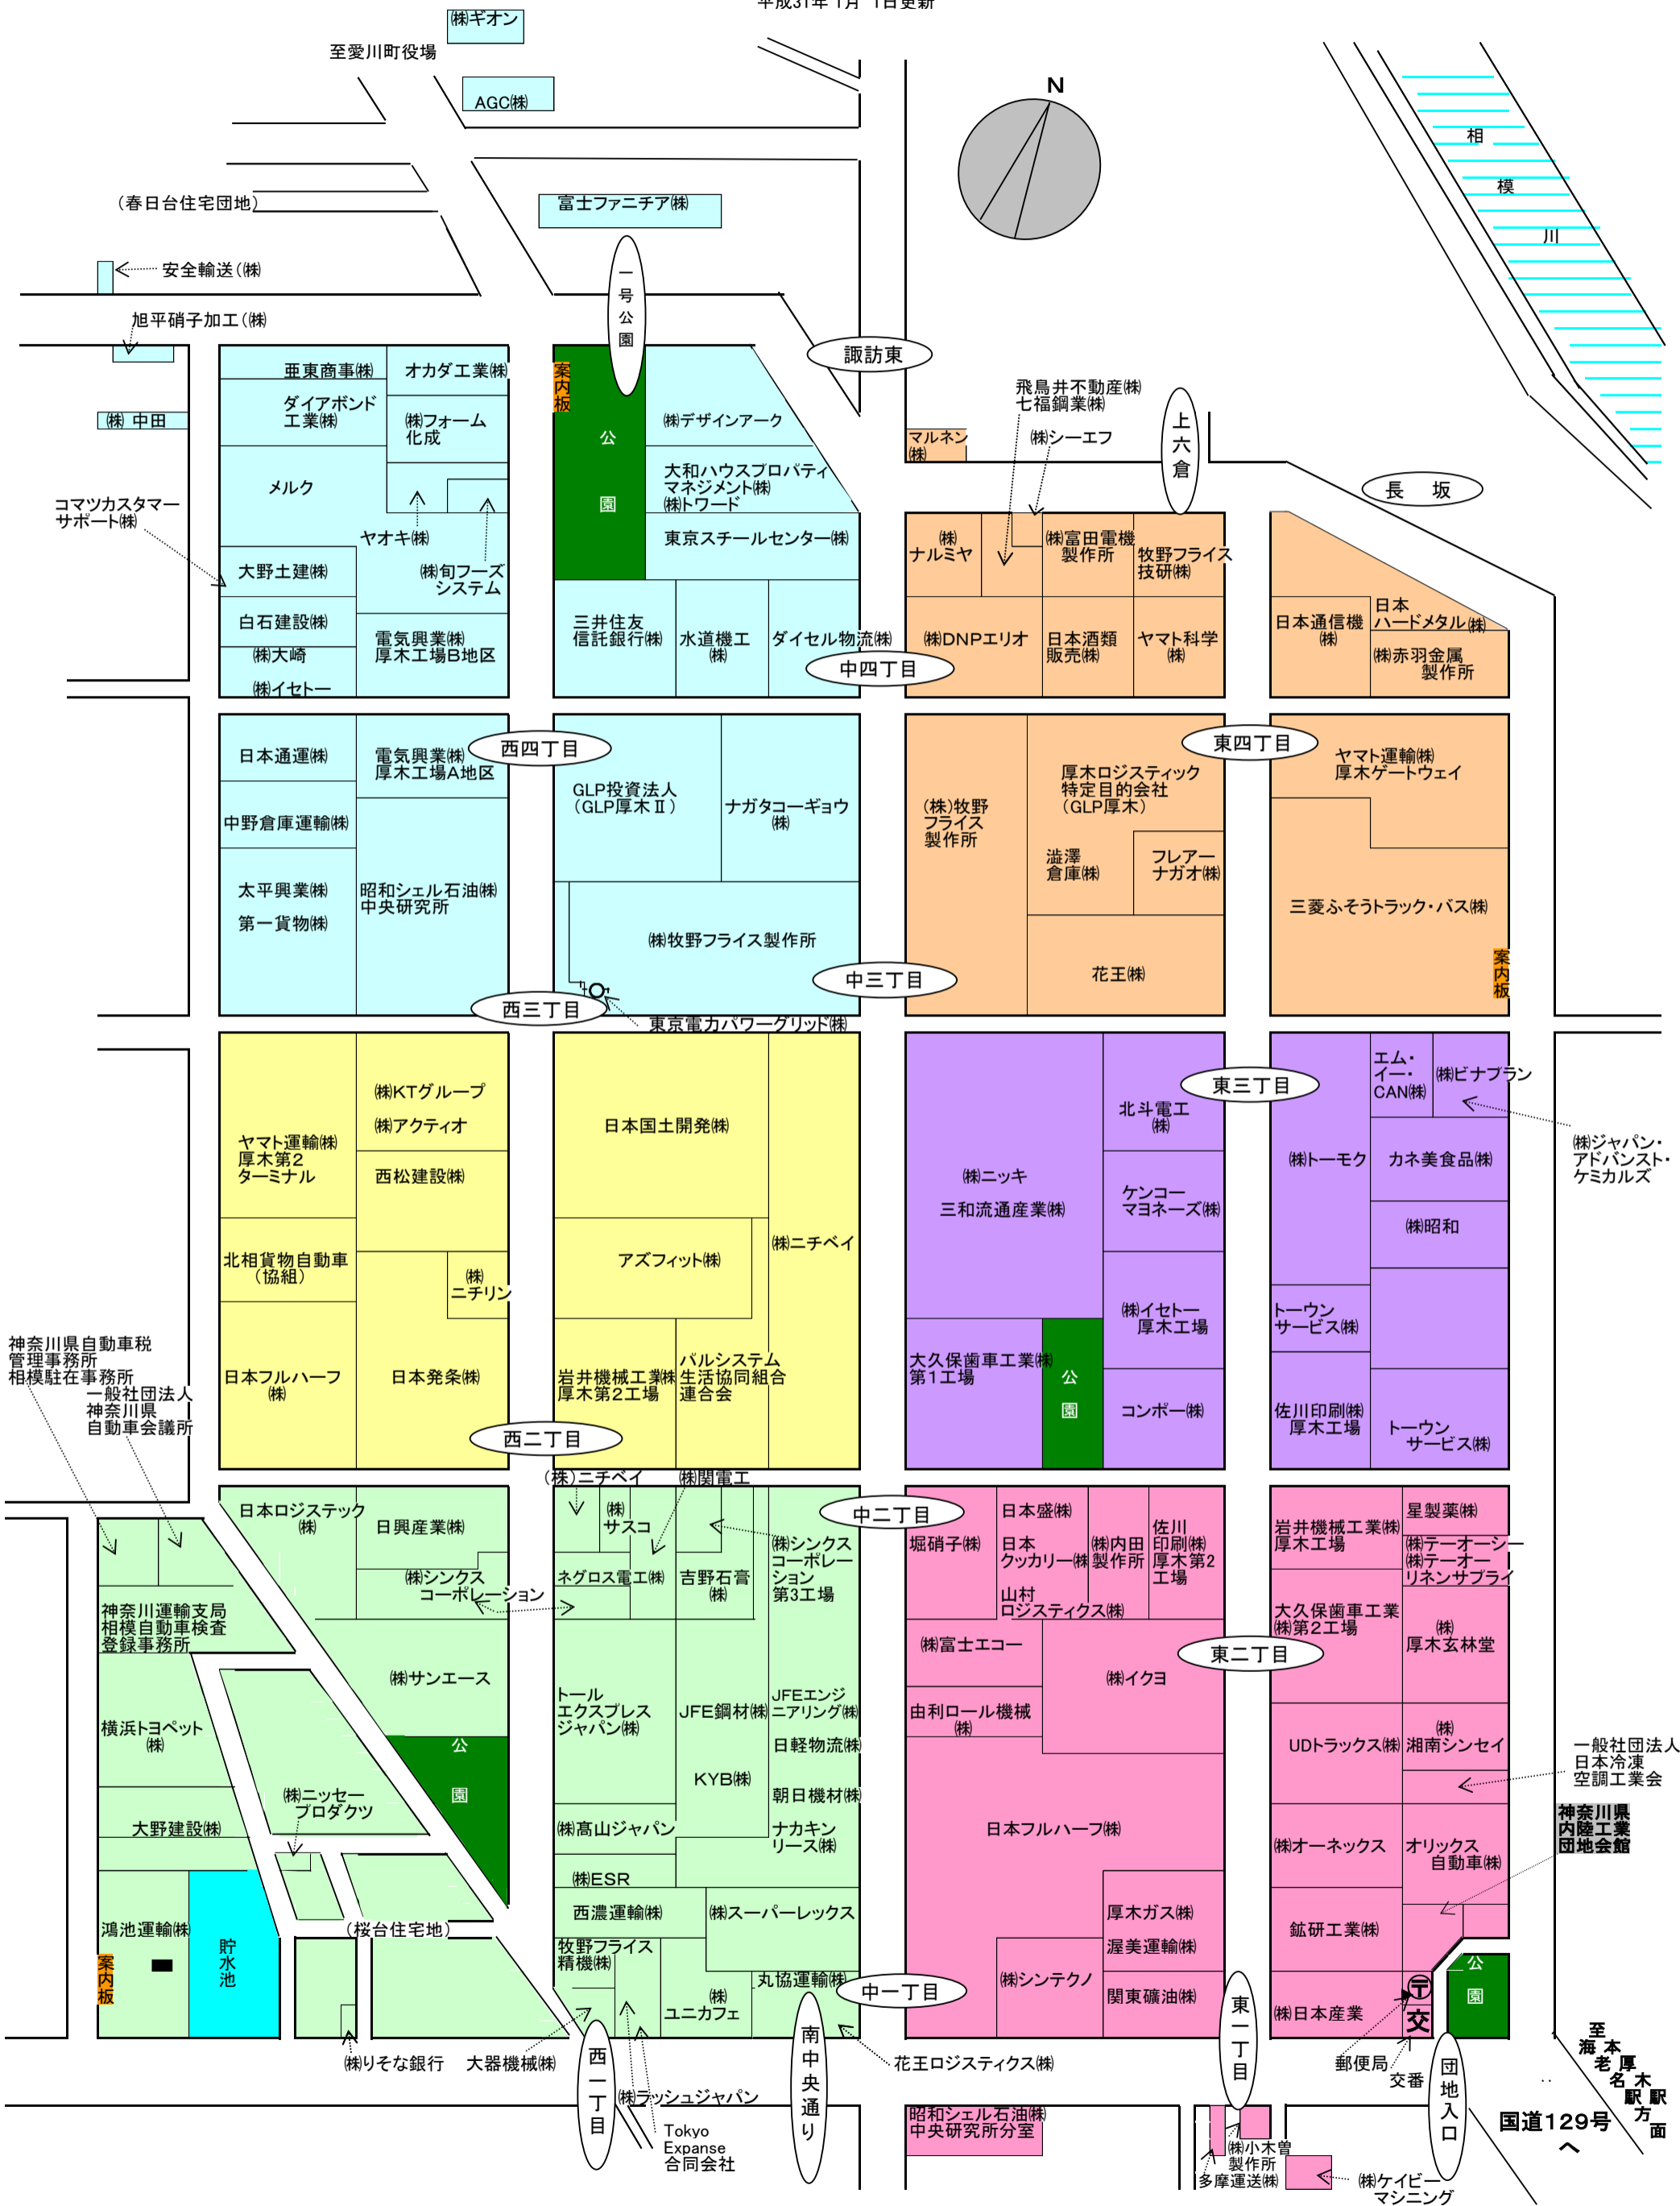 平成31年 1月 1日更新
㈱ギオン
至愛川町役場
AGC㈱
N
相
模
川
（春日台住宅団地）
富士ファニチア㈱
安全輸送（㈱
一号公園
旭平硝子加工（㈱
諏訪東
亜東商事㈱
オカダ工業㈱
案内板
公園
ダイアボンド
工業㈱
㈱フォーム
化成
㈱デザインアーク
㈱ 中田
飛鳥井不動産㈱
七福鋼業㈱
マルネン
㈱
㈱シーエフ
上六倉
長　坂
メルク
大和ハウスプロパティ
マネジメント㈱
㈱トワード
コマツカスタマー
サポート㈱
ヤオキ㈱
㈱旬フーズ
システム
東京スチールセンター㈱
㈱
ナルミヤ
㈱富田電機
製作所
牧野フライス
技研㈱
大野土建㈱
白石建設㈱
㈱大崎
㈱イセトー
電気興業㈱
厚木工場B地区
三井住友
信託銀行㈱
水道機工
㈱
ダイセル物流㈱
中四丁目
㈱DNPエリオ
日本酒類
販売㈱
ヤマト科学
㈱
日本通信機
㈱
日本
ハードメタル㈱
㈱赤羽金属
製作所
日本通運㈱
電気興業㈱
厚木工場A地区
西四丁目
東四丁目
中野倉庫運輸㈱
GLP投資法人
（GLP厚木Ⅱ）
ナガタコーギョウ
㈱
（株）牧野
フライス
製作所
厚木ロジスティック
特定目的会社
（GLP厚木）
ヤマト運輸㈱
厚木ゲートウェイ
澁澤
倉庫㈱
フレアー
ナガオ㈱
太平興業㈱
第一貨物㈱
昭和シェル石油㈱
中央研究所
㈱牧野フライス製作所
三菱ふそうトラック・バス㈱
中三丁目
花王㈱
案内板
西三丁目
東京電力パワーグリッド㈱
㈱KTグループ
㈱アクティオ
ヤマト運輸㈱
厚木第2
ターミナル
西松建設㈱
日本国土開発㈱
㈱ニチベイ
㈱ニッキ
三和流通産業㈱
北斗電工
㈱
東三丁目
エム・
イー・
CAN㈱
㈱ビナブラン
㈱ジャパン・
アドバンスト・
ケミカルズ
㈱トーモク
カネ美食品㈱
ケンコー
マヨネーズ㈱
㈱昭和
北相貨物自動車
（協組）
㈱
ニチリン
アズフィット㈱
㈱イセトー
厚木工場
トーウン
サービス㈱
神奈川県自動車税
管理事務所
相模駐在事務所
一般社団法人
神奈川県
自動車会議所
日本フルハーフ
㈱
日本発条㈱
岩井機械工業㈱
厚木第2工場
パルシステム
生活協同組合
連合会
大久保歯車工業㈱
第1工場
公園
コンボー㈱
佐川印刷㈱
厚木工場
トーウン
サービス㈱
西二丁目
（株）ニチベイ
㈱関電工
中二丁目
日本ロジステック
㈱
日興産業㈱
㈱
サスコ
㈱シンクス
コーポレー
ション
第3工場
堀硝子㈱
日本盛㈱
日本
クッカリー㈱
山村
ロジスティクス㈱
㈱内田
製作所
佐川
印刷㈱
厚木第2
工場
岩井機械工業㈱
厚木工場
星製薬㈱
㈱テーオーシー
㈱テーオー
リネンサプライ
㈱シンクス
コーポレーション
ネグロス電工㈱
吉野石膏
㈱
神奈川運輸支局
相模自動車検査
登録事務所
㈱サンエース
大久保歯車工業
㈱第2工場
㈱
厚木玄林堂
㈱富士エコー
㈱イクヨ
東二丁目
横浜トヨペット
㈱
トール
エクスプレス
ジャパン㈱
JFE鋼材㈱
JFEエンジ
ニアリング㈱
由利ロール機械
㈱
公園
日軽物流㈱
UDトラックス㈱
㈱
湘南シンセイ
一般社団法人
日本冷凍
空調工業会
KYB㈱
朝日機材㈱
㈱ニッセー
プロダクツ
大野建設㈱
㈱髙山ジャパン
ナカキン
リース㈱
日本フルハーフ㈱
㈱オーネックス
オリックス
自動車㈱
神奈川県
内陸工業
団地会館
㈱ESR
鴻池運輸㈱
貯水池
（桜台住宅地）
西濃運輸㈱
㈱スーパーレックス
厚木ガス㈱
渥美運輸㈱
鉱研工業㈱
案内板
牧野フライス
精機㈱
丸協運輸㈱
㈱
ユニカフェ
中一丁目
㈱シンテクノ
関東礦油㈱
東一丁目
㈱日本産業
〒
交
公園
㈱りそな銀行
大器機械㈱
西一丁目
南中央通り
花王ロジスティクス㈱
郵便局
交番
団地入口
至
海老名駅
本厚木駅
方面
㈱ラッシュジャパン
Tokyo
Expanse
合同会社
昭和シェル石油㈱
中央研究所分室
㈱小木曽
製作所
多摩運送㈱
㈱ケイビー
マシニング
国道129号
へ